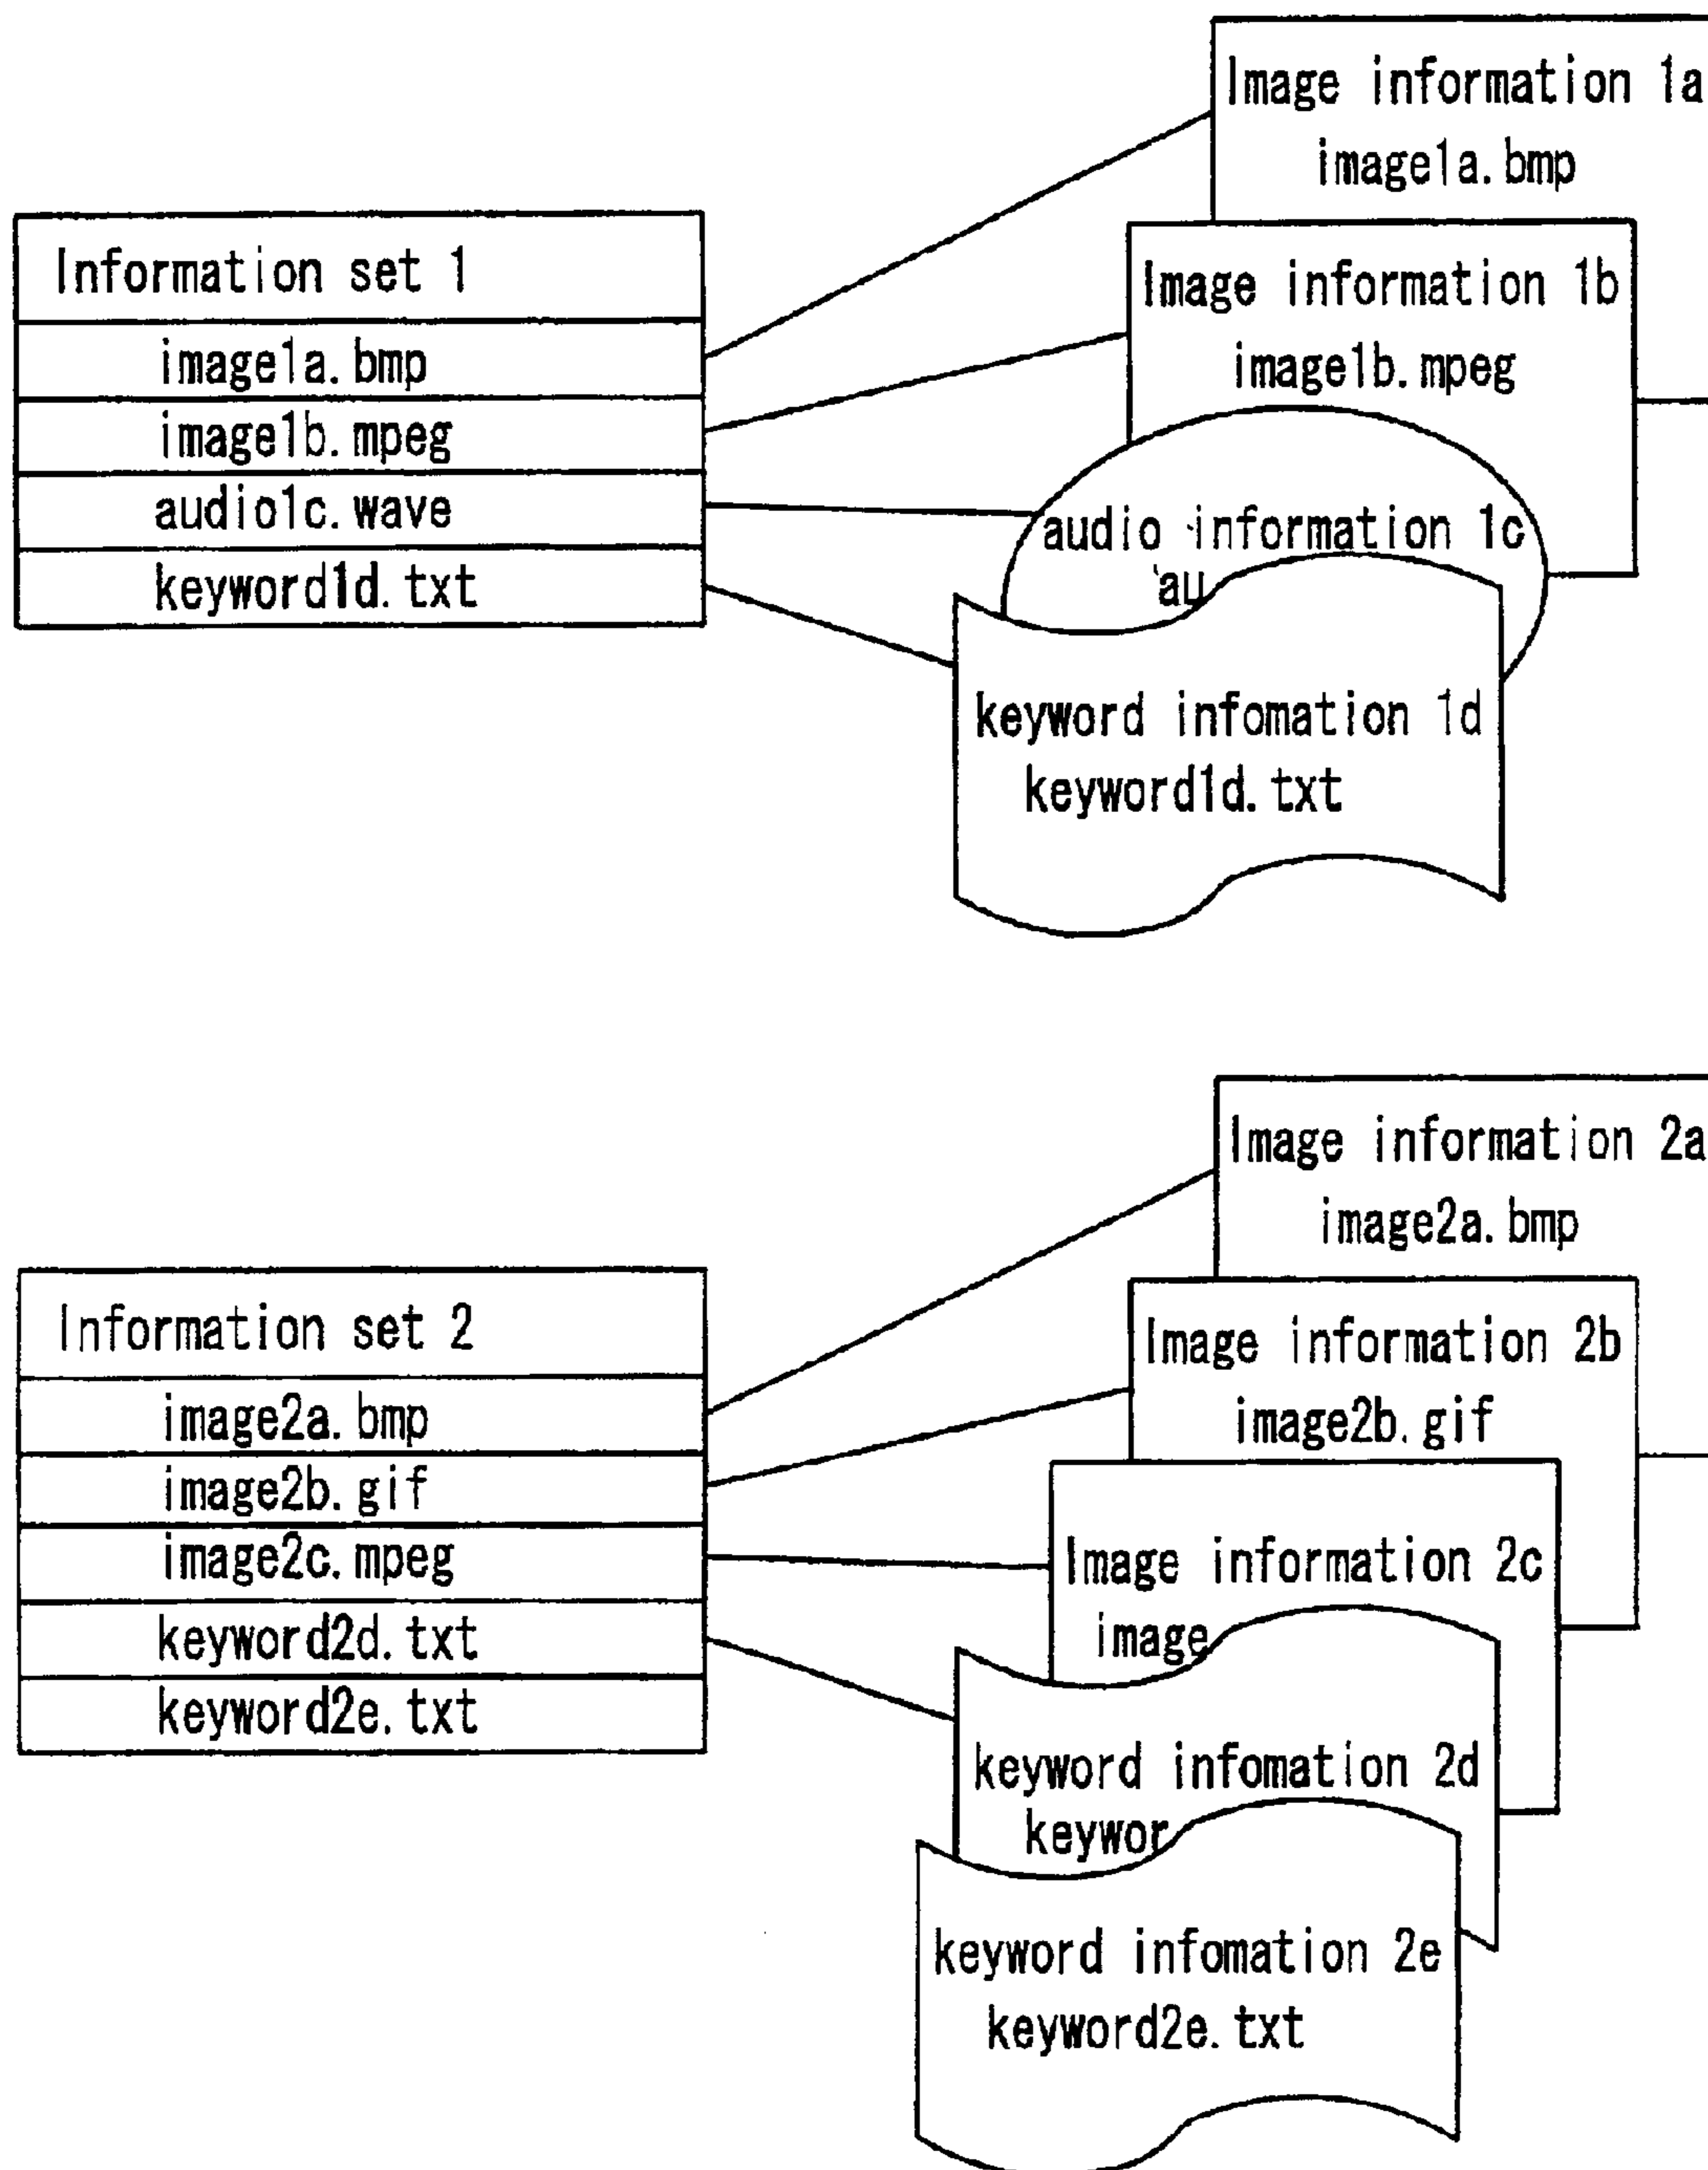 Information set 1
image1a.bmp
image1b.mpeg
audio1c.wave
keyword1d.txt
Image information 1a
image1a.bmp
Image information 1b
image1b.mpeg
audio information 1c
au
keyword infomation 1d
keyword1d.txt
Information set 2
image2a.bmp
image2b.gif
image2c.mpeg
keyword2d.txt
keyword2e.txt
Image information 2a
image2a.bmp
Image information 2b
image2b.gif
Image information 2c
image
keyword infomation 2d
keywor
keyword infomation 2e
keyword2e.txt